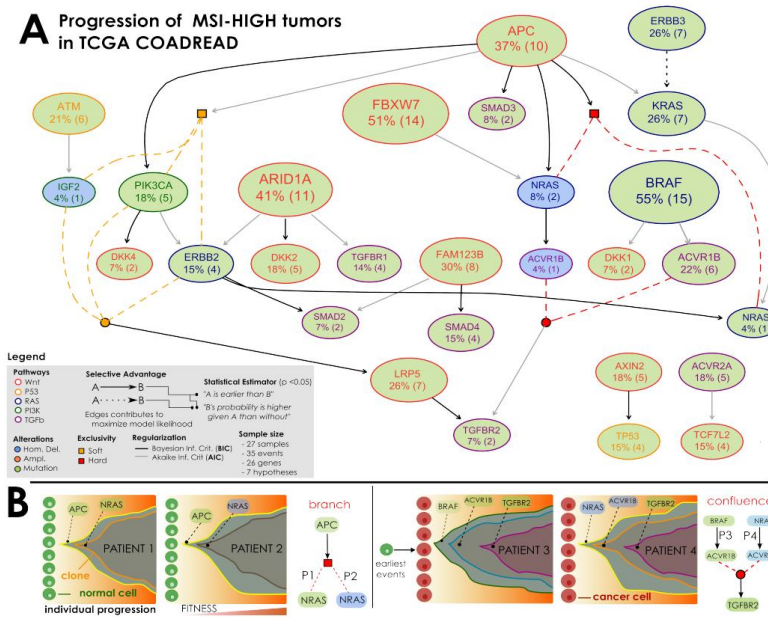 A Progression of MSI-HIGH tumors
in TCGA COADREAD
APC
37% (10)
ERBB3
26% (7)
ATM
21% (6)
FBXW7
51% (14)
SMAD3
8% (2)
KRAS
26% (7)
IGF2
4% (1)
PIK3CA
18% (5)
ARID1A
41% (11)
NRAS
8% (2)
BRAF
55% (15)
DKK4
7% (2)
ERBB2
15% (4)
DKK2
18% (5)
TGFBR1
14% (4)
FAM123B
30% (8)
ACVR1B
4% (1)
DKK1
7% (2)
ACVR1B
22% (6)
SMAD2
7% (2)
SMAD4
15% (4)
NRAS
4% (1
LRP5
26% (7)
AXIN2
18% (5)
ACVR2A
18% (5)
TGFBR2
7% (2)
TP53
15% (4)
TCF7L2
15% (4)
Legend
Pathways
Wnt
P53
RAS
PI3K
TGFb
Selective Advantage
A B
A B
Edges contributes to
maximize model likelihood
Statistical Estimator (p <0.05)
"A is earlier than B"
"B's probability is higher
given A than without"
Alterations
Hom. Del.
Ampl.
Mutation
Exclusivity
Soft
Hard
Regularization
Bayesian Inf. Crit. (BIC)
Akaike Inf. Crit (AIC)
Sample size
- 27 samples
- 35 events
- 26 genes
- 7 hypotheses
B
APC
NRAS
PATIENT 1
clone
normal cell
individual progression
APC
NRAS
PATIENT 2
FITNESS
branch
APC
P1 P2
NRAS NRAS
earliest
events
BRAF
ACVR1B
TGFBR2
PATIENT 3
NRAS
ACVR1B
TGFBR2
PATIENT 4
cancer cell
confluence
BRAF NRA
P3 P4
ACVR1B ACVR
TGFBR2